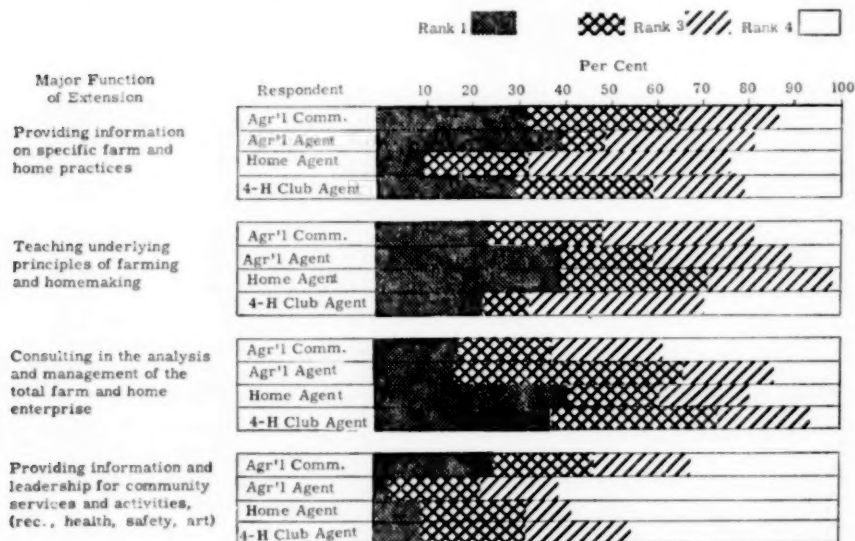 Rank 1 Rank 3 Rank 4
Per Cent
Major Function
of Extension
Respondent
10 20 30 40 50 60 70 80 90 100
Providing information
on specific farm and
home practices
Agr'l Comm.
Agr'l Agent
Home Agent
4-H Club Agent
Teaching underlying
principles of farming
and homemaking
Agr'l Comm.
Agr'l Agent
Home Agent
4-H Club Agent
Consulting in the analysis
and management of the
total farm and home
enterprise
Agr'l Comm.
Agr'l Agent
Home Agent
4-H Club Agent
Providing information and
leadership for community
services and activities,
(rec., health, safety, art)
Agr'l Comm.
Agr'l Agent
Home Agent
4-H Club Agent